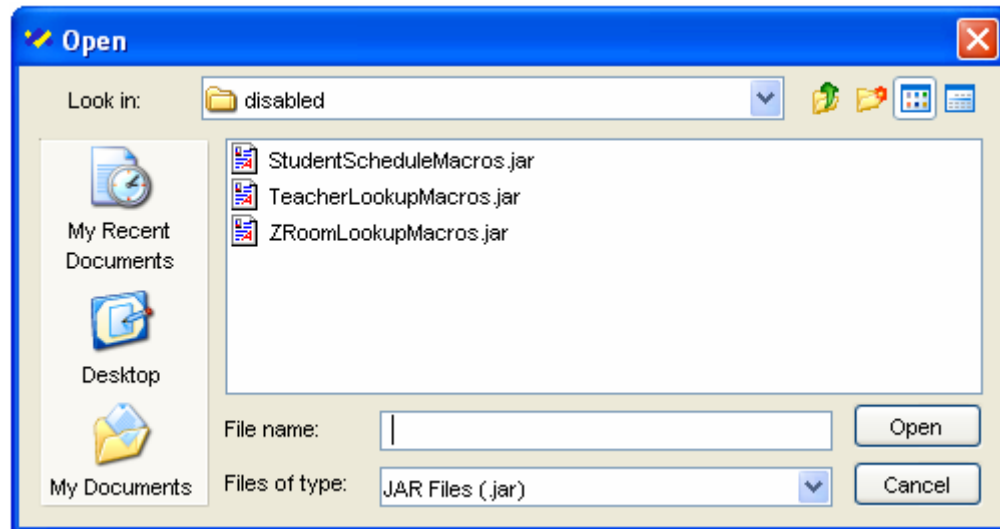 Open
Look in:
disabled
StudentScheduleMacros.jar
TeacherLookupMacros.jar
ZRoomLookupMacros.jar
My Recent
Documents
Desktop
My Documents
File name:
Open
Files of type:
JAR Files (.jar)
Cancel